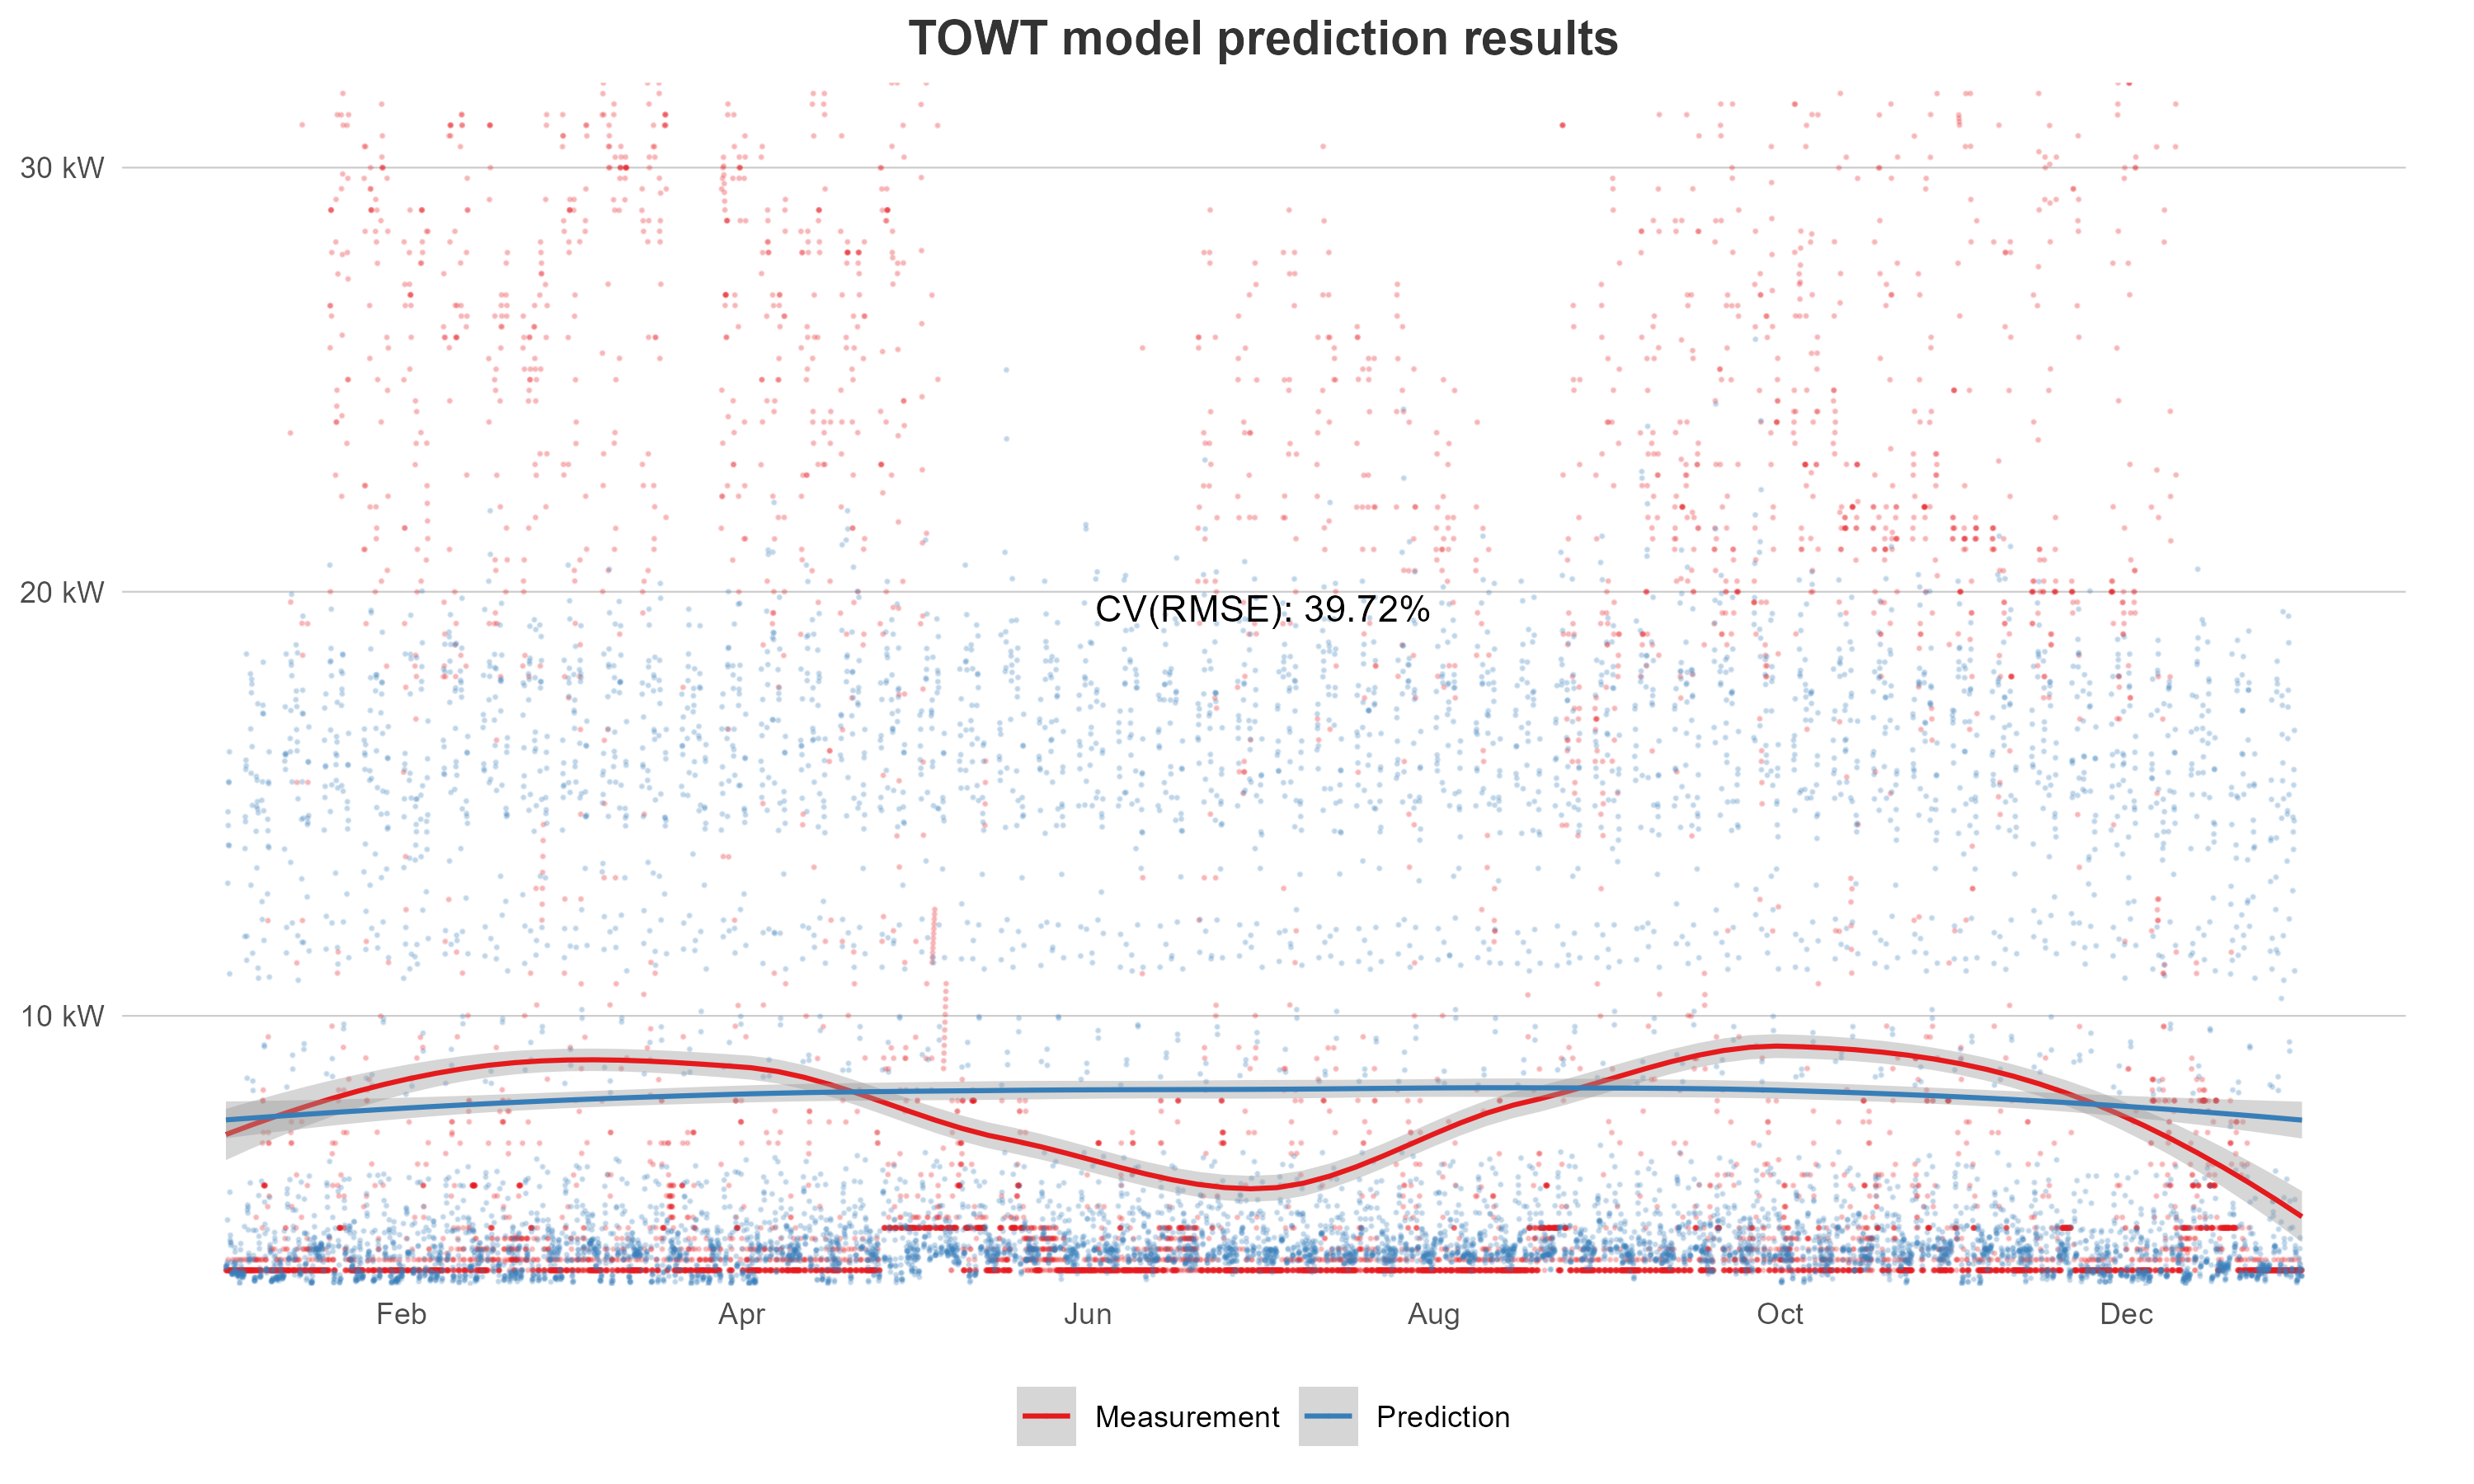 TOWT model prediction results
30 kW
20 kW
CV(RMSE): 39.72%
10 kW
Feb Apr Jun Aug Oct Dec
Measurement Prediction